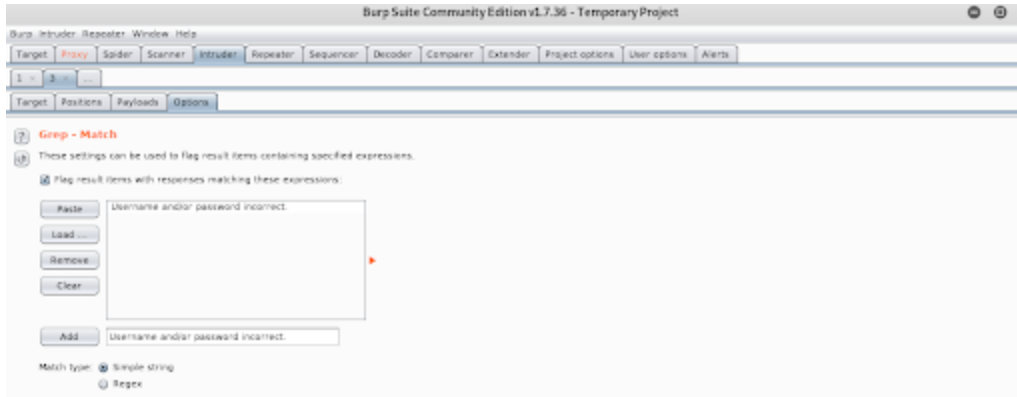 Burp Suite Community Edition v1.7.36 - Temporary Project
Burp Intruder Repeater Window Help
Target Proxy Spider Scanner Intruder Repeater Sequencer Decoder Comparer Extender Project options User options Alerts
1 × 3 × ...
Target Positions Payloads Options
? Grep - Match
These settings can be used to flag result items containing specified expressions.
Flag result items with responses matching these expressions:
Paste Username and/or password incorrect.
Load ...
Remove
Clear
Add Username and/or password incorrect.
Match type: Simple string
Regex